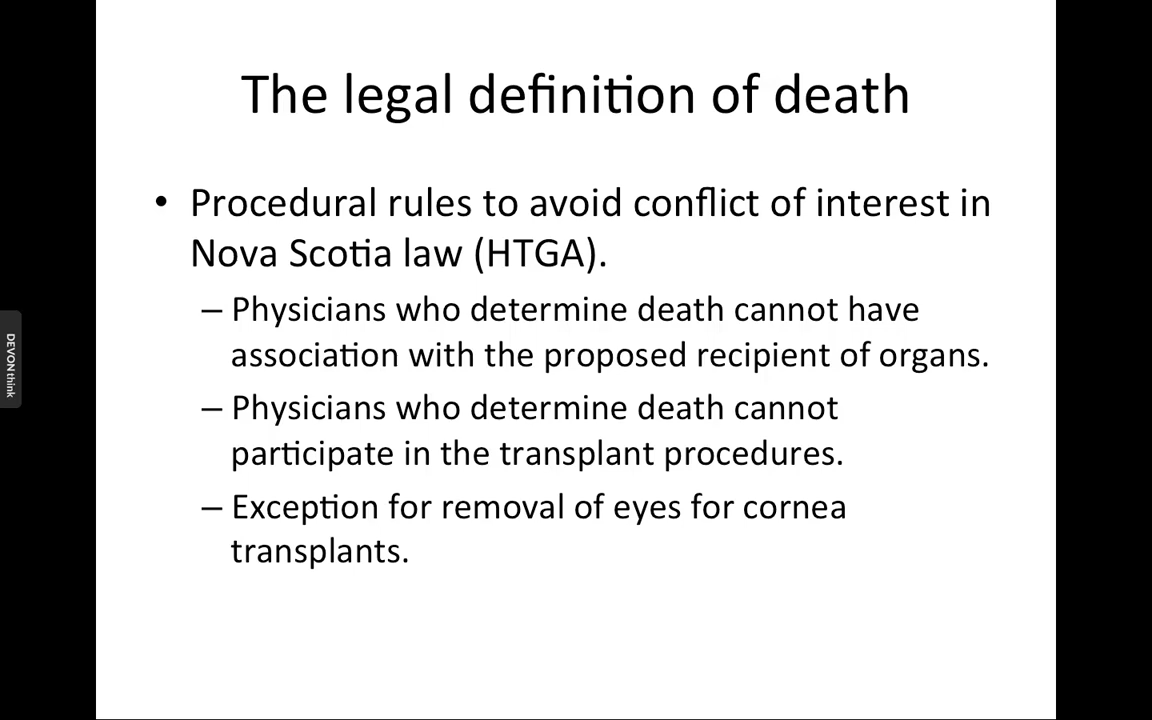 The legal definition of death
• Procedural rules to avoid conflict of interest in
Nova Scotia law (HTGA).
– Physicians who determine death cannot have
association with the proposed recipient of organs.
– Physicians who determine death cannot
participate in the transplant procedures.
– Exception for removal of eyes for cornea
transplants.
DEVONthink